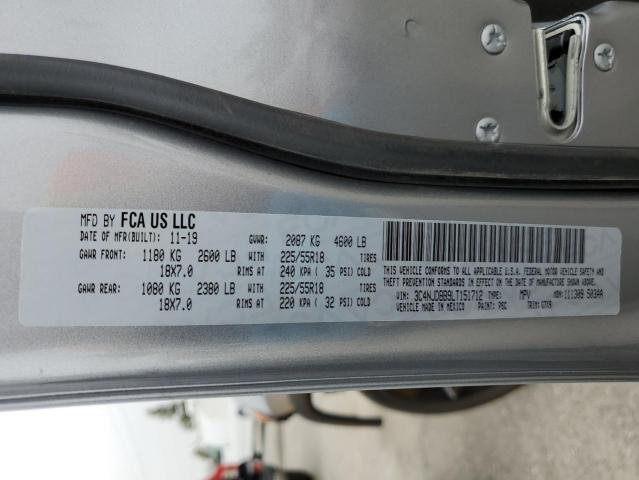 MFD BY FCA US LLC
DATE OF MFR(BUILT): 11-19 GVWR: 2087 KG 4600 LB
GAWR FRONT: 1180 KG 2600 LB WITH 225/55R18 TIRES
18X7.0 RIMS AT 240 KPA ( 35 PSI) COLD
GAWR REAR: 1080 KG 2380 LB WITH 225/55R18 TIRES
18X7.0 RIMS AT 220 KPA ( 32 PSI) COLD
THIS VEHICLE CONFORMS TO ALL APPLICABLE U.S.A. FEDERAL MOTOR VEHICLE SAFETY AND
THEFT PREVENTION STANDARDS IN EFFECT ON THE DATE OF MANUFACTURE SHOWN ABOVE.
VIN: 3C4NJDBB9LT151712 TYPE: MPV MDH: 111309 503AA
VEHICLE MADE IN MEXICO PAINT: PSC TRIM: